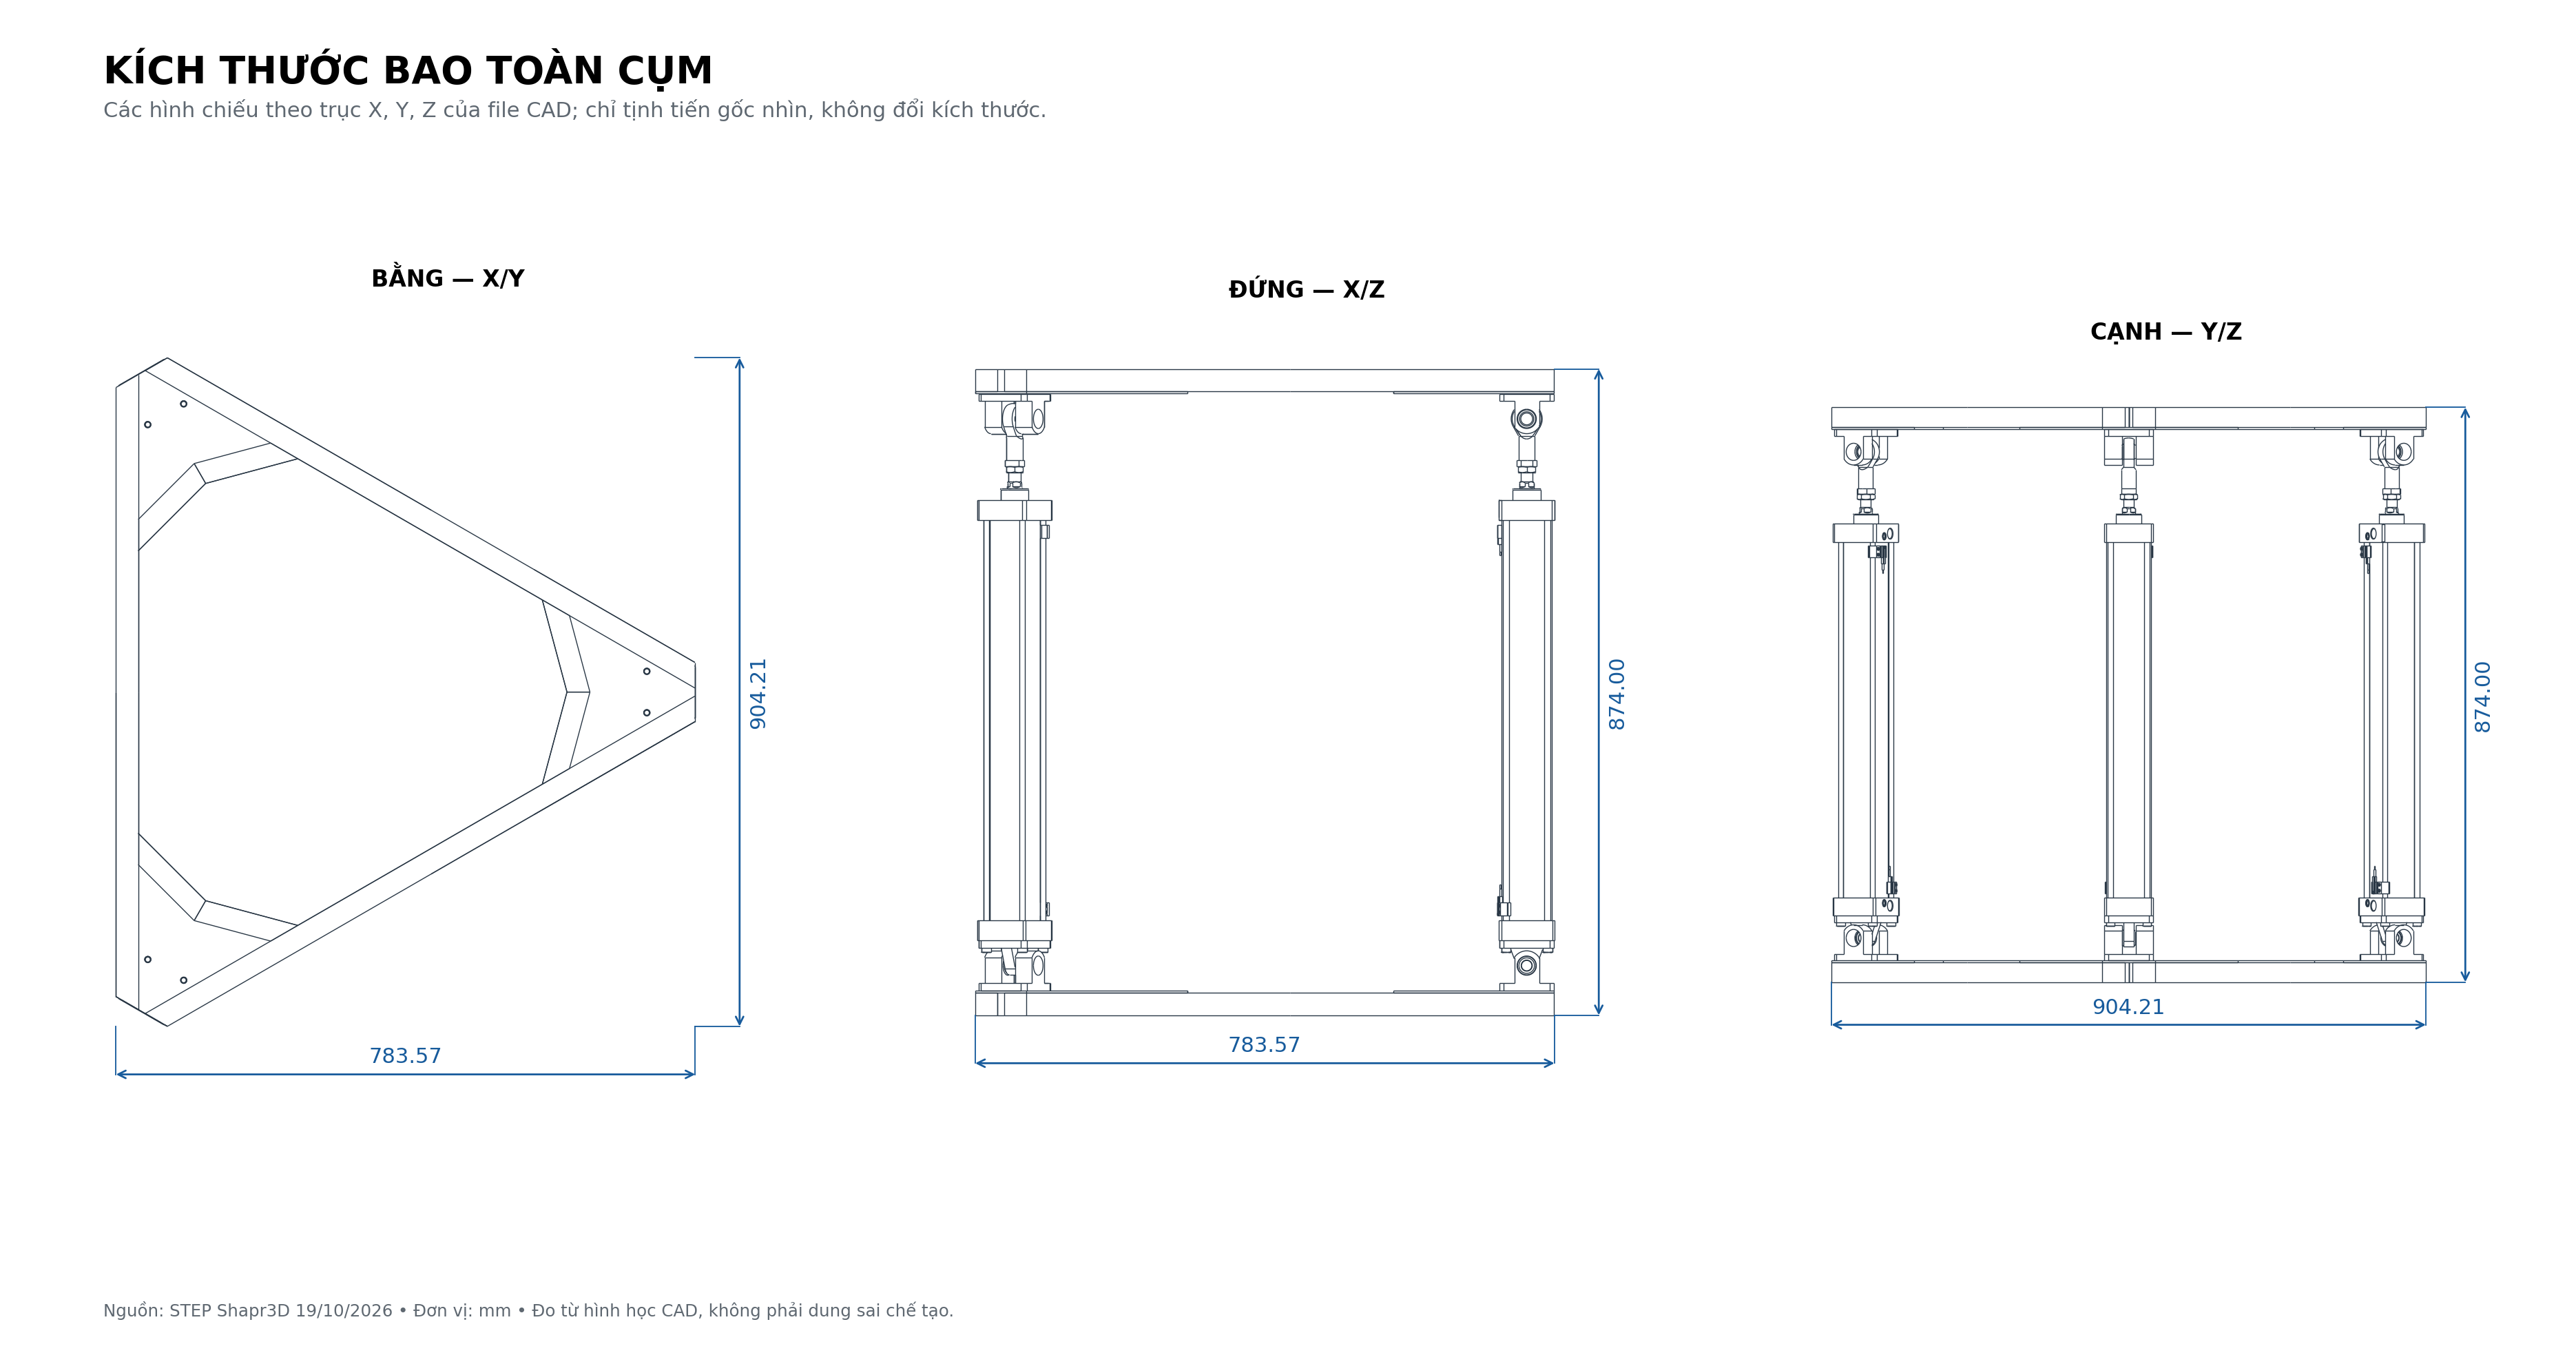 KÍCH THƯỚC BAO TOÀN CỤM
Các hình chiếu theo trục X, Y, Z của file CAD; chỉ tịnh tiến gốc nhìn, không đổi kích thước.
BẰNG — X/Y
904.21
783.57
ĐỨNG — X/Z
874.00
783.57
CẠNH — Y/Z
874.00
904.21
Nguồn: STEP Shapr3D 19/10/2026 • Đơn vị: mm • Đo từ hình học CAD, không phải dung sai chế tạo.